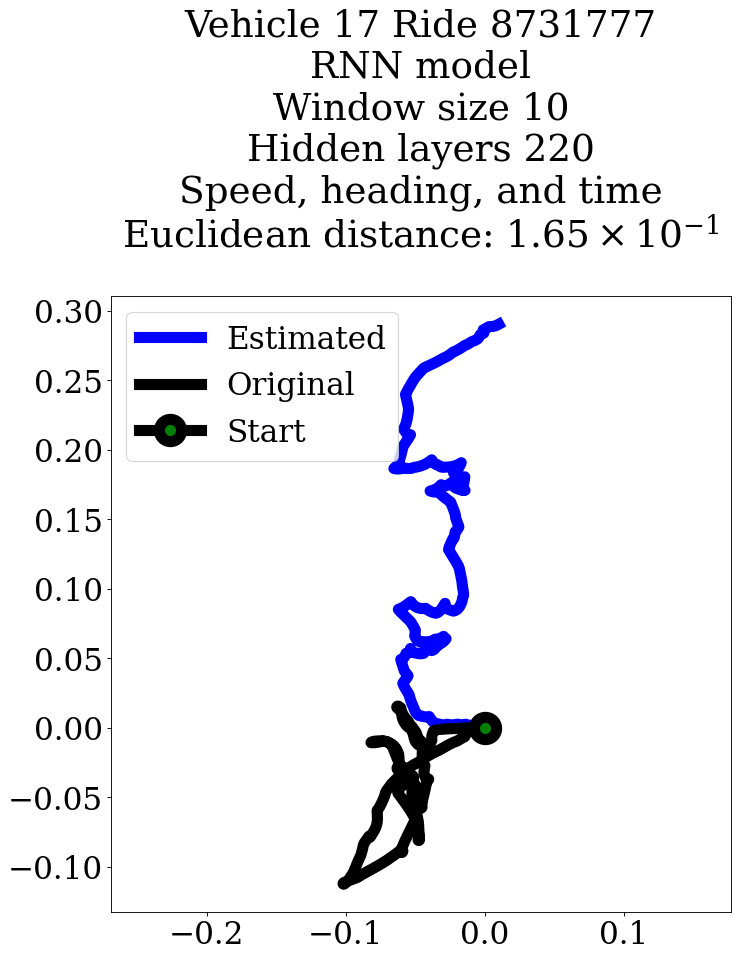 Vehicle 17 Ride 8731777
RNN model
Window size 10
Hidden layers 220
Speed, heading, and time
Euclidean distance: 1.65 × 10⁻¹
Estimated
Original
Start
0.30
0.25
0.20
0.15
0.10
0.05
0.00
−0.05
−0.10
−0.2
−0.1
0.0
0.1